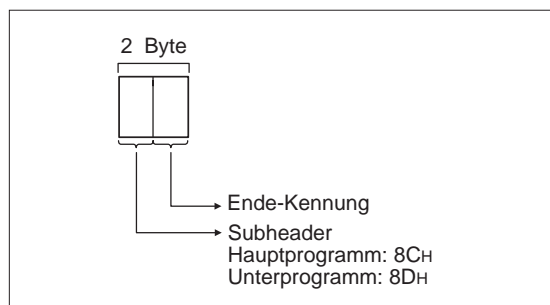 2 Byte
Ende-Kennung
Subheader
Hauptprogramm: 8CH
Unterprogramm: 8DH